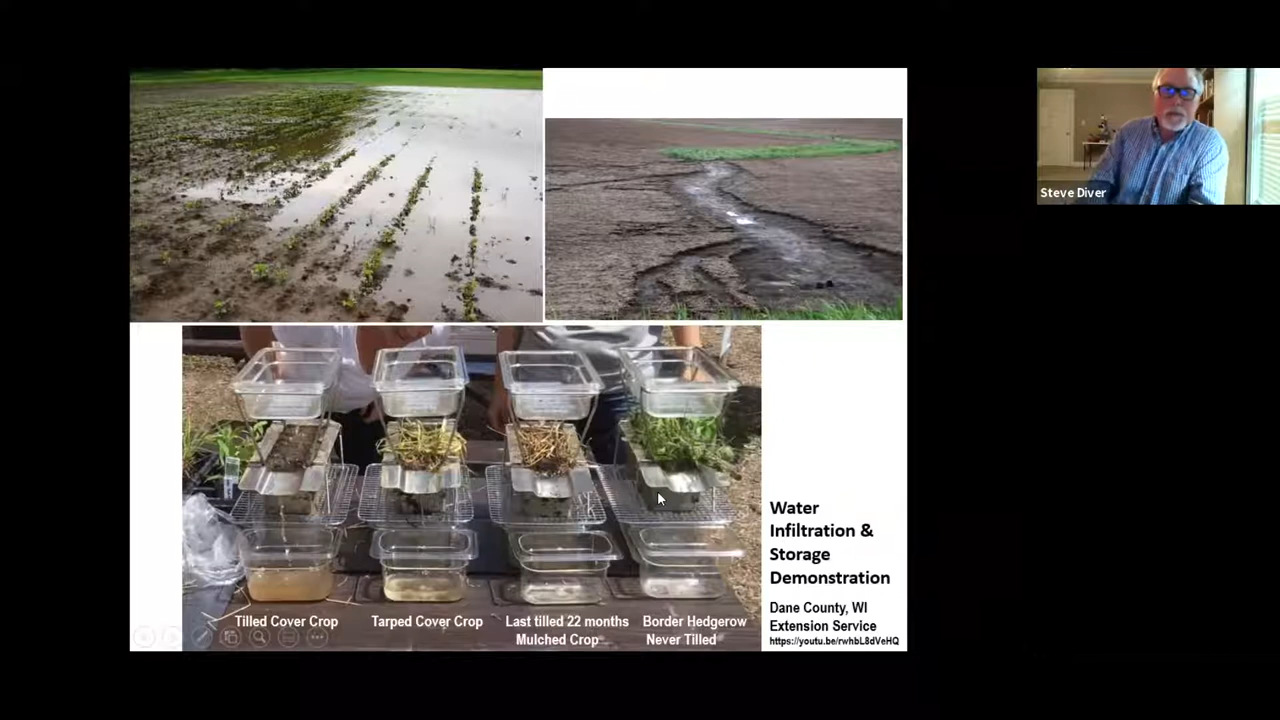 Steve Diver
Water
Infiltration &
Storage
Demonstration
Dane County, WI
Extension Service
https://youtu.be/rwhbL8dVeHQ
Tilled Cover Crop
Tarped Cover Crop
Last tilled 22 months
Mulched Crop
Border Hedgerow
Never Tilled